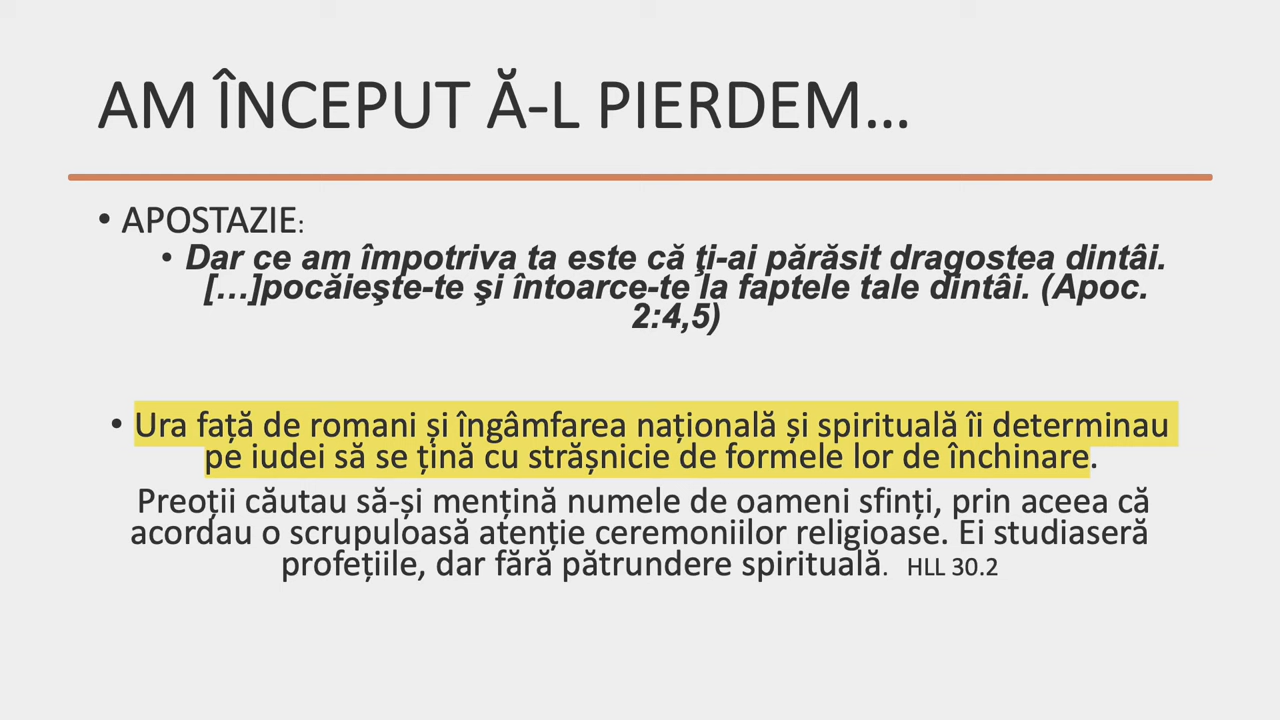 AM ÎNCEPUT Ă-L PIERDEM…
• APOSTAZIE:
• Dar ce am împotriva ta este că ţi-ai părăsit dragostea dintâi.
[…]pocăieşte-te şi întoarce-te la faptele tale dintâi. (Apoc.
2:4,5)
• Ura față de romani și îngâmfarea națională și spirituală îi determinau
pe iudei să se țină cu strășnicie de formele lor de închinare.
Preoții căutau să-și mențină numele de oameni sfinți, prin aceea că
acordau o scrupuloasă atenție ceremoniilor religioase. Ei studiaseră
profețiile, dar fără pătrundere spirituală. HLL 30.2